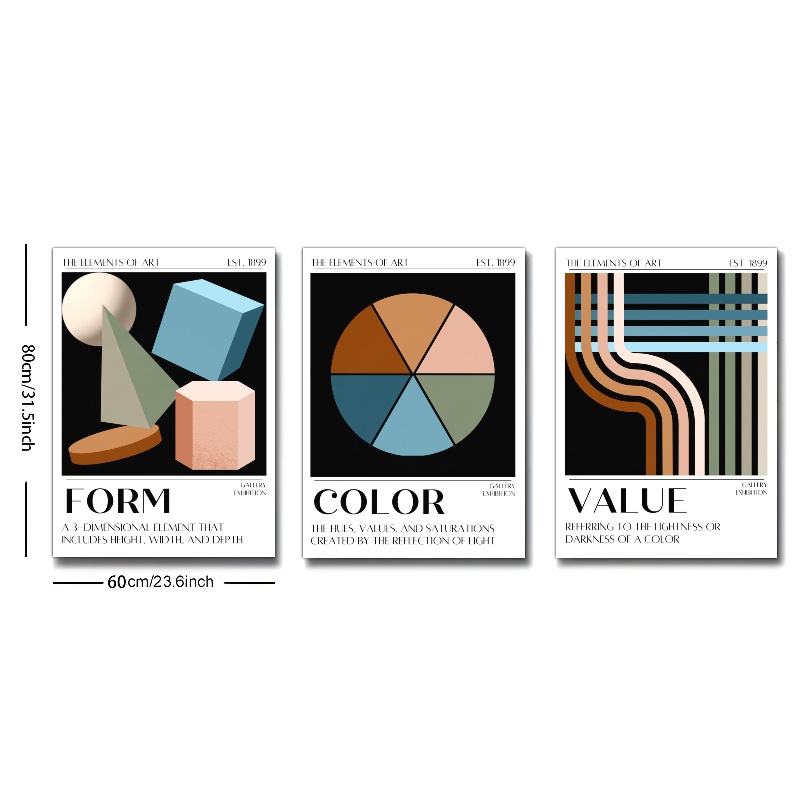 80cm/31.5inch
THE ELEMENTS OF ART EST. 1899
FORM
GALLERY
EXHIBITION
A 3-DIMENSIONAL ELEMENT THAT
INCLUDES HEIGHT, WIDTH, AND DEPTH
60cm/23.6inch
THE ELEMENTS OF ART EST. 1899
COLOR
GALLERY
EXHIBITION
THE HUES, VALUES, AND SATURATIONS
CREATED BY THE REFLECTION OF LIGHT
THE ELEMENTS OF ART EST. 1899
VALUE
GALLERY
EXHIBITION
REFERRING TO THE LIGHTNESS OR
DARKNESS OF A COLOR